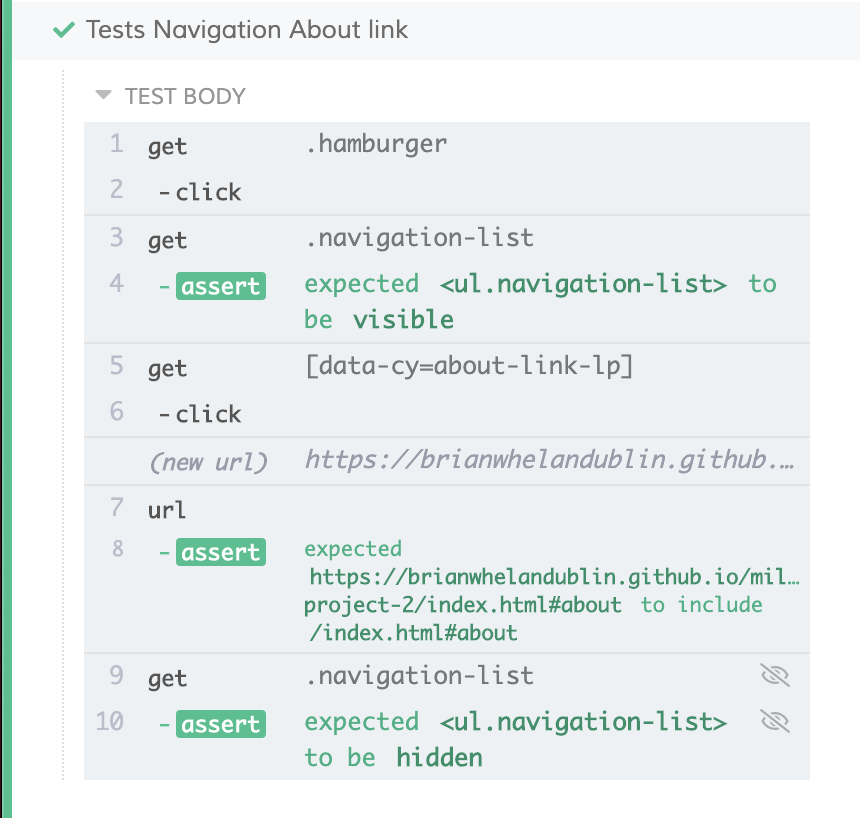 Tests Navigation About link
TEST BODY
1 get .hamburger
2 -click
3 get .navigation-list
4 -assert expected <ul.navigation-list> to
be visible
5 get [data-cy=about-link-lp]
6 -click
(new url) https://brianwhelandublin.github.…
7 url
8 -assert expected
https://brianwhelandublin.github.io/mil…
project-2/index.html#about to include
/index.html#about
9 get .navigation-list
10 -assert expected <ul.navigation-list>
to be hidden